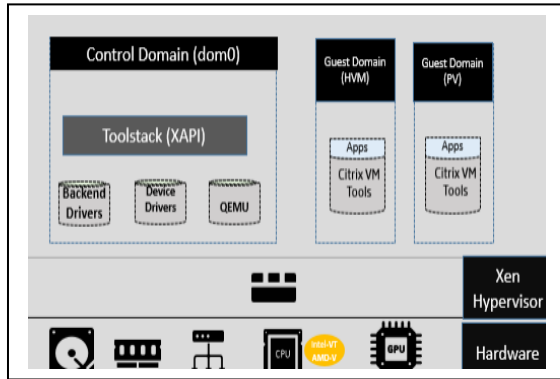 Control Domain (dom0)
Toolstack (XAPI)
Backend
Drivers
Device
Drivers
QEMU
Guest Domain
(HVM)
Apps
Citrix VM
Tools
Guest Domain
(PV)
Apps
Citrix VM
Tools
Xen
Hypervisor
CPU
Intel-VT
AMD-V
GPU
Hardware